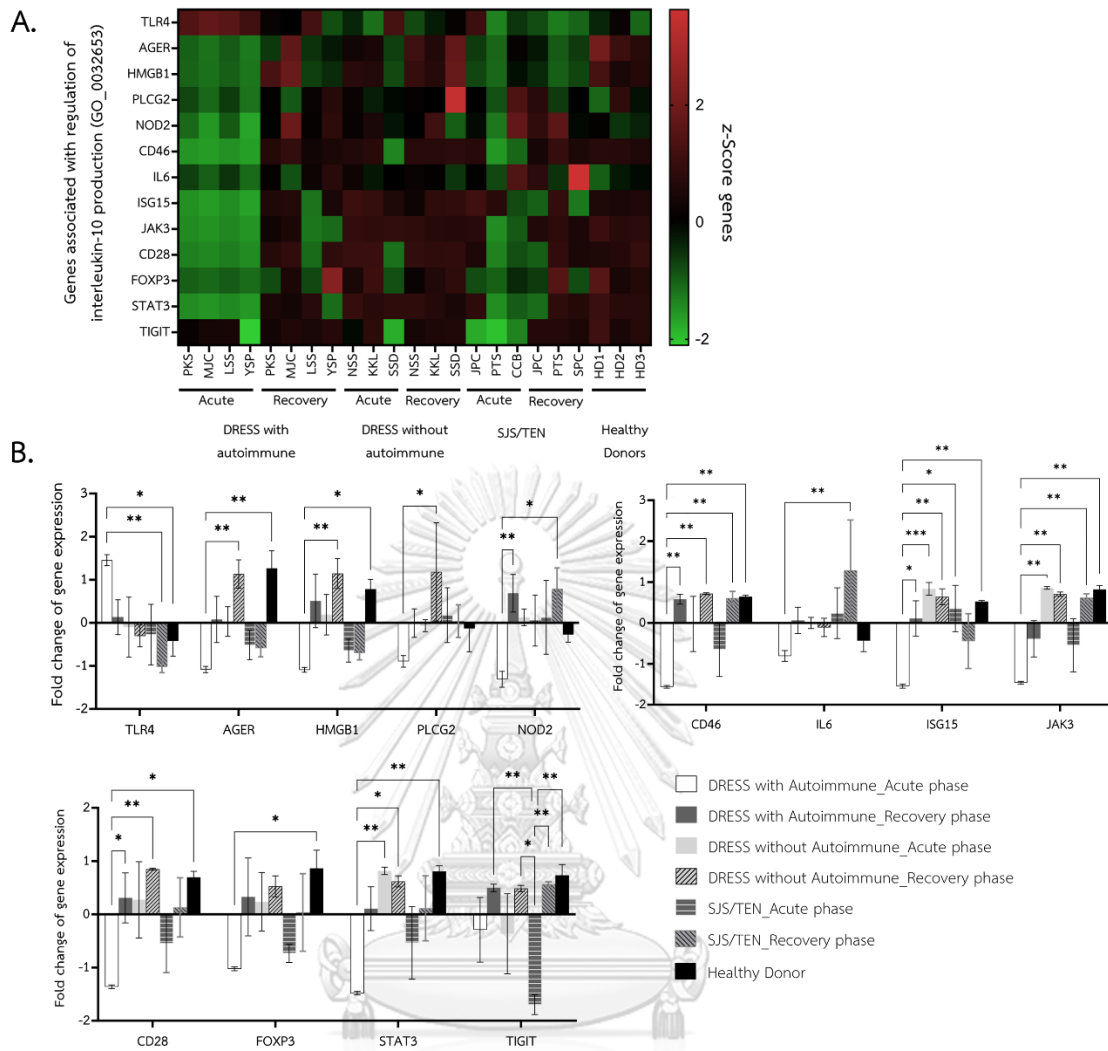 A.
Genes associated with regulation of
interleukin-10 production (GO_0032653)
TLR4
AGER
HMGB1
PLCG2
NOD2
CD46
IL6
ISG15
JAK3
CD28
FOXP3
STAT3
TIGIT
2
0
-2
z-Score genes
PKS MJC LSS YSP PKS MJC LSS YSP NSS KKL SSD NSS KKL SSD JPC PTS CCB JPC PTS SPC HD1 HD2 HD3
Acute Recovery Acute Recovery Acute Recovery
DRESS with
autoimmune
DRESS without
autoimmune
SJS/TEN
Healthy
Donors
B.
Fold change of gene expression
3
2
1
0
-1
-2
* ** ** ** * ** * ** *
TLR4 AGER HMGB1 PLCG2 NOD2
Fold change of gene expression
3
2
1
0
-1
-2
** ** ** ** ** ** * ** *** * ** ** ** **
CD46 IL6 ISG15 JAK3
Fold change of gene expression
2
1
0
-1
-2
* ** * * ** * ** ** ** ** *
CD28 FOXP3 STAT3 TIGIT
DRESS with Autoimmune_Acute phase
DRESS with Autoimmune_Recovery phase
DRESS without Autoimmune_Acute phase
DRESS without Autoimmune_Recovery phase
SJS/TEN_Acute phase
SJS/TEN_Recovery phase
Healthy Donor